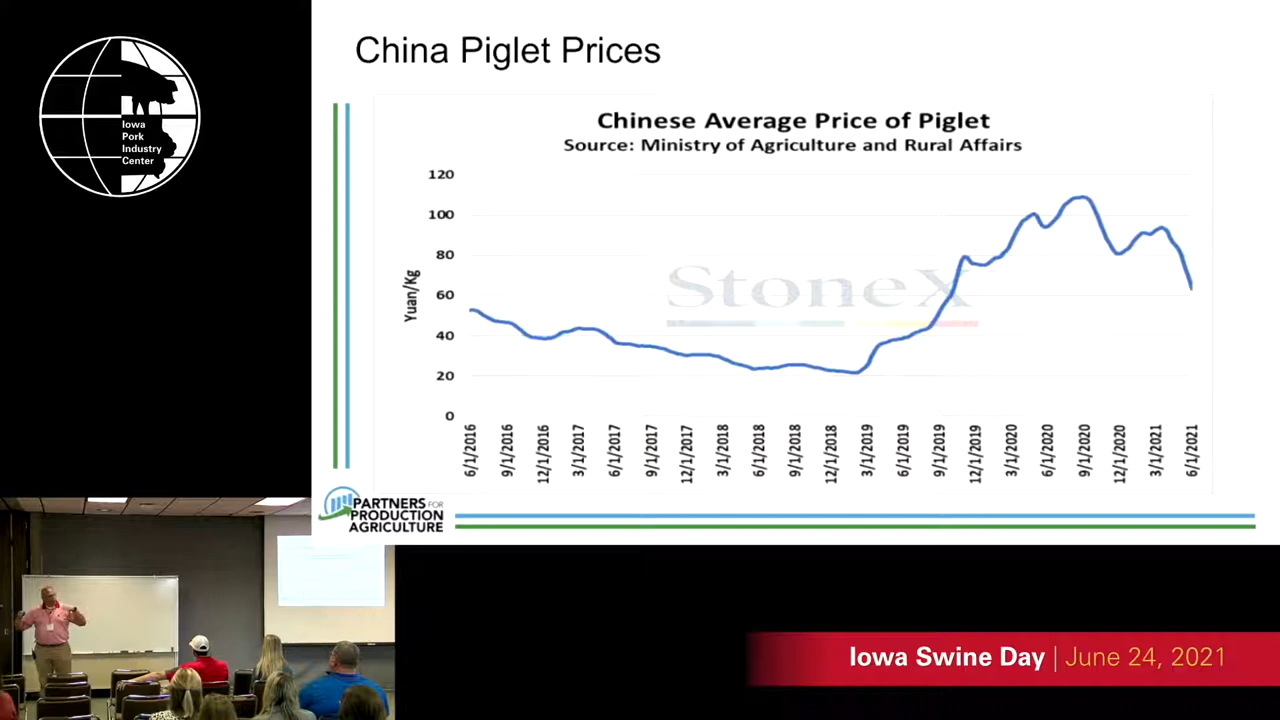 Iowa
Pork
Industry
Center
China Piglet Prices
Chinese Average Price of Piglet
Source: Ministry of Agriculture and Rural Affairs
120
100
80
60
40
20
0
Yuan/Kg
StoneX
6/1/2016
9/1/2016
12/1/2016
3/1/2017
6/1/2017
9/1/2017
12/1/2017
3/1/2018
6/1/2018
9/1/2018
12/1/2018
3/1/2019
6/1/2019
9/1/2019
12/1/2019
3/1/2020
6/1/2020
9/1/2020
12/1/2020
3/1/2021
6/1/2021
PARTNERS FOR
PRODUCTION
AGRICULTURE
Iowa Swine Day | June 24, 2021